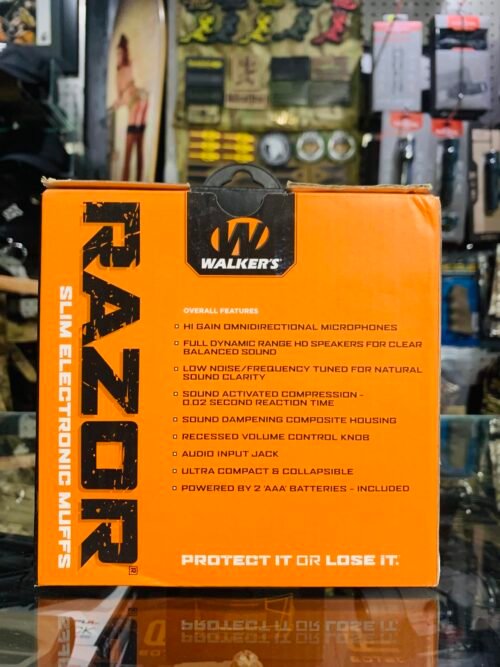 WALKER'S
RAZOR
SLIM ELECTRONIC MUFFS
OVERALL FEATURES
HI GAIN OMNIDIRECTIONAL MICROPHONES
FULL DYNAMIC RANGE HD SPEAKERS FOR CLEAR
BALANCED SOUND
LOW NOISE/FREQUENCY TUNED FOR NATURAL
SOUND CLARITY
SOUND ACTIVATED COMPRESSION -
0.02 SECOND REACTION TIME
SOUND DAMPENING COMPOSITE HOUSING
RECESSED VOLUME CONTROL KNOB
AUDIO INPUT JACK
ULTRA COMPACT & COLLAPSIBLE
POWERED BY 2 'AAA' BATTERIES - INCLUDED
PROTECT IT OR LOSE IT.